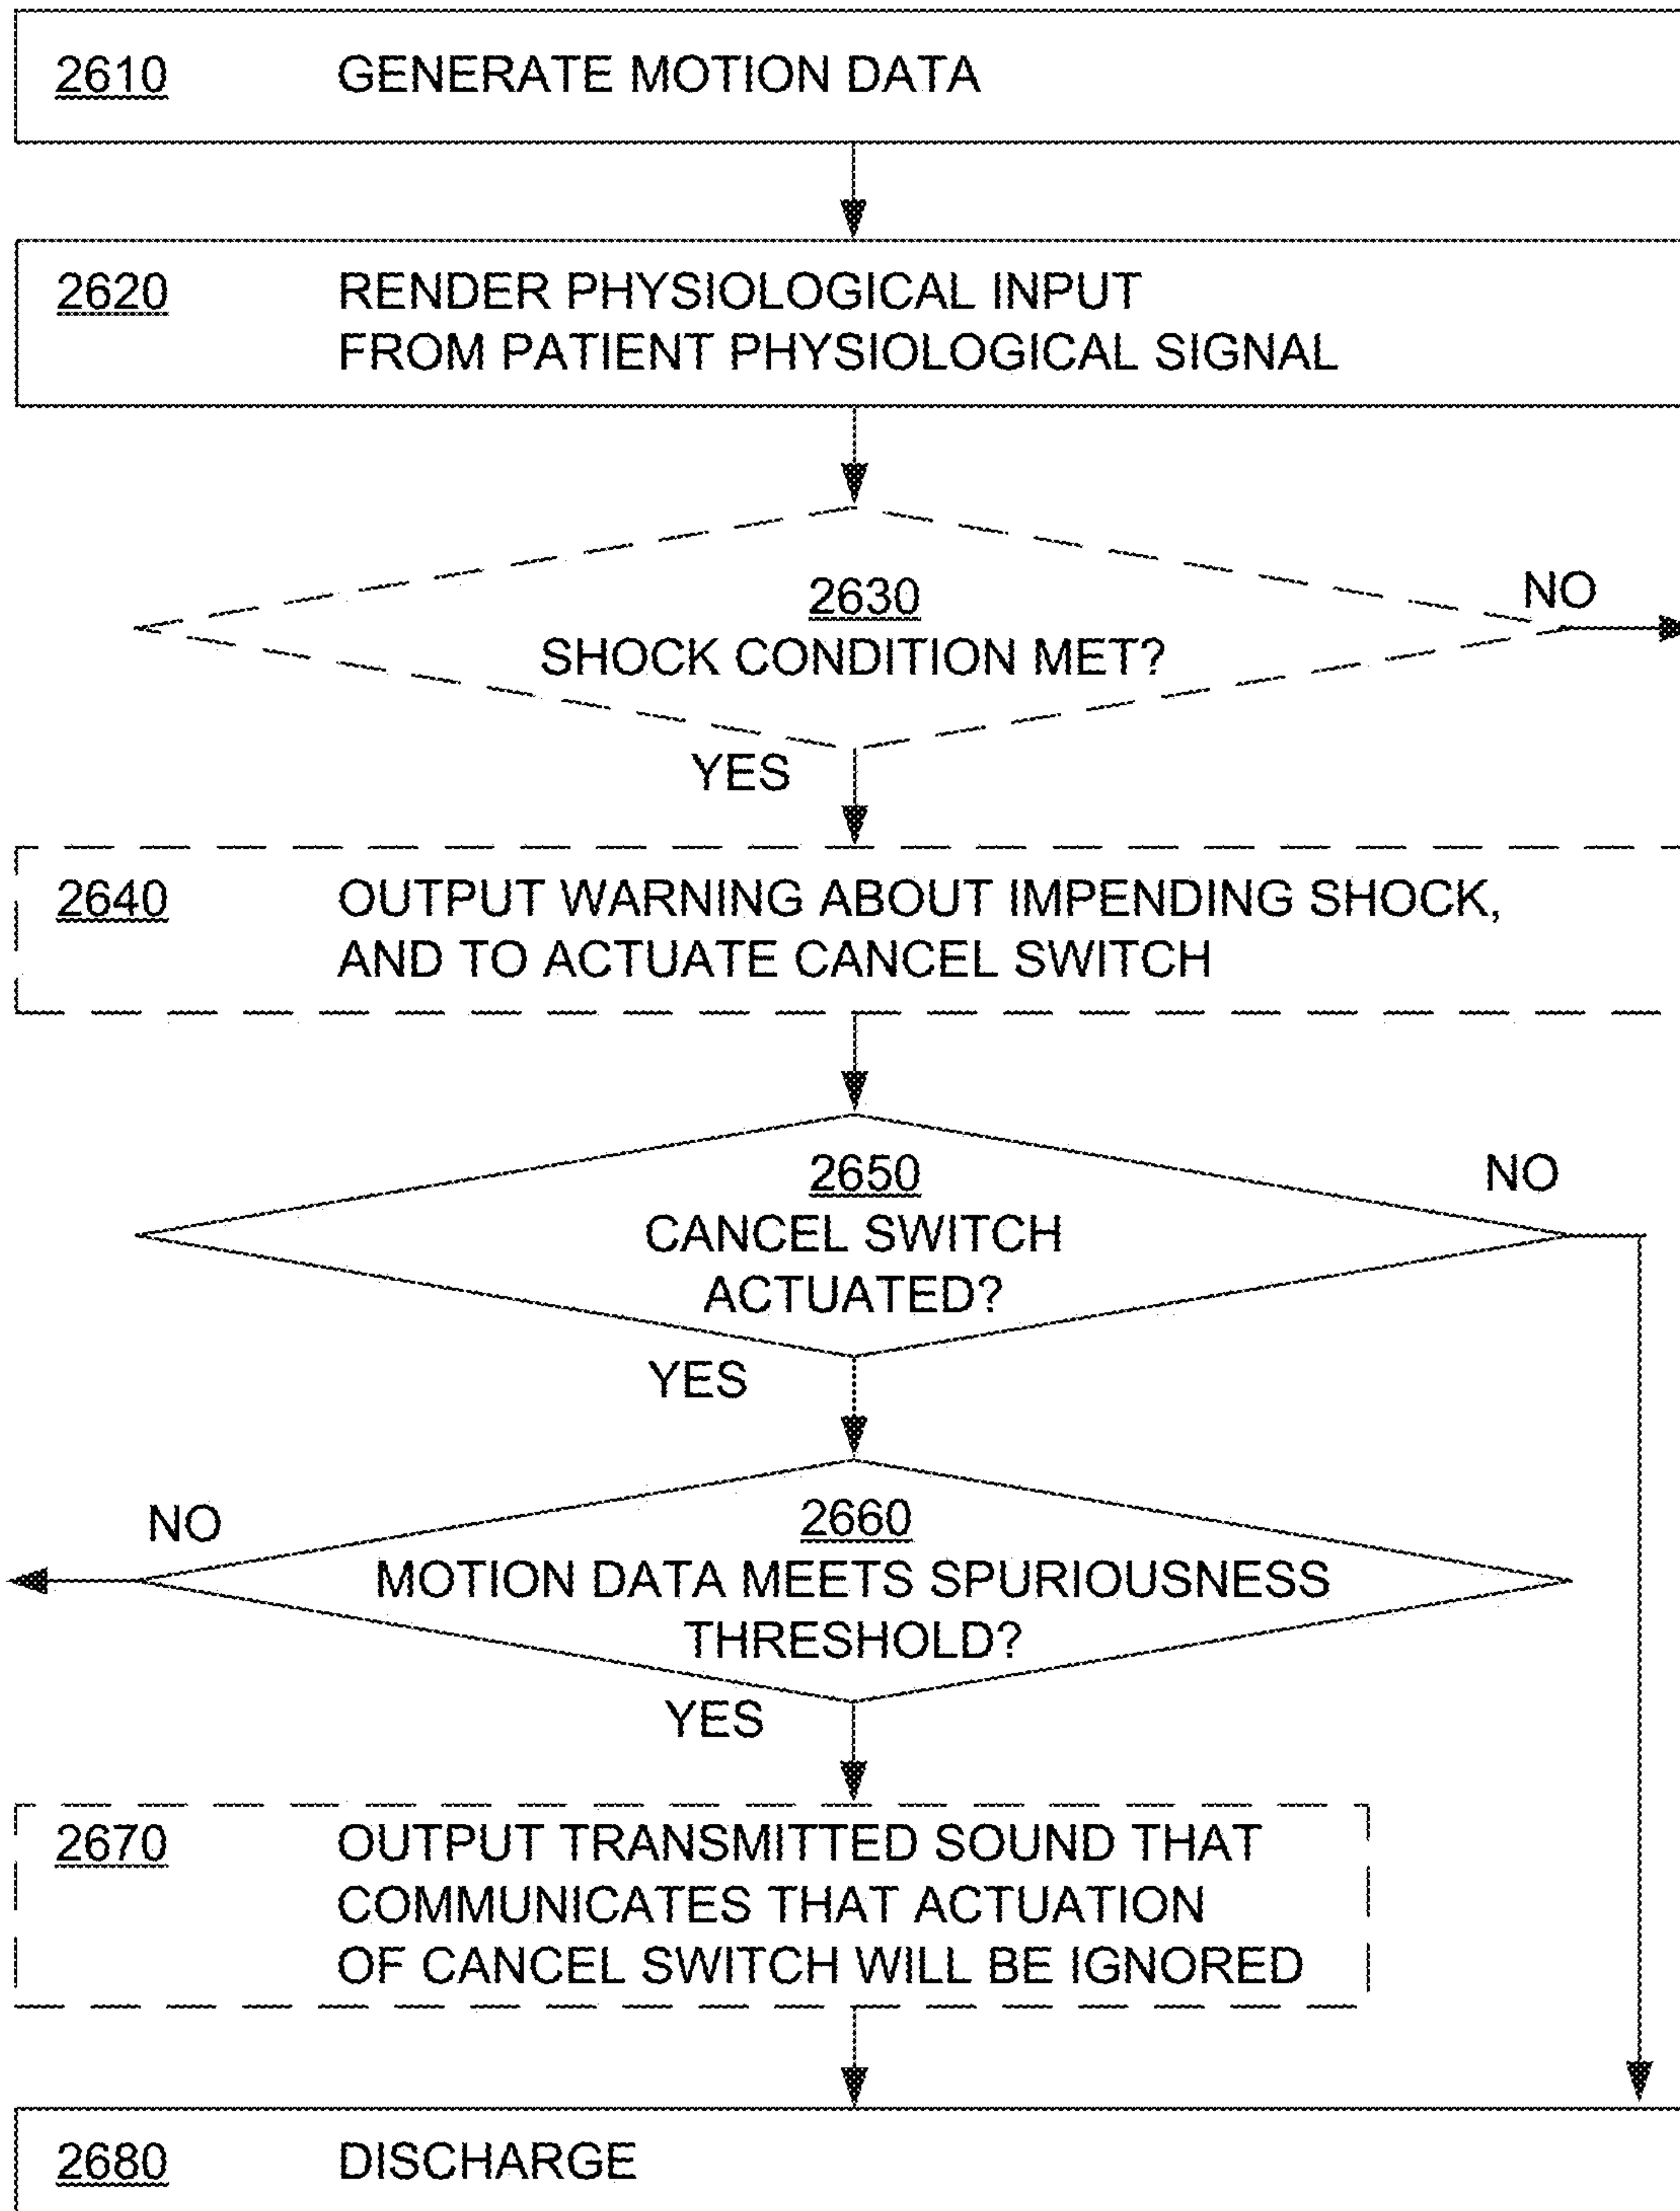 2610 GENERATE MOTION DATA
2620 RENDER PHYSIOLOGICAL INPUT
FROM PATIENT PHYSIOLOGICAL SIGNAL
2630
NO
SHOCK CONDITION MET?
YES
2640 OUTPUT WARNING ABOUT IMPENDING SHOCK,
AND TO ACTUATE CANCEL SWITCH
2650
NO
CANCEL SWITCH
ACTUATED?
YES
NO
2660
MOTION DATA MEETS SPURIOUSNESS
THRESHOLD?
YES
2670 OUTPUT TRANSMITTED SOUND THAT
COMMUNICATES THAT ACTUATION
OF CANCEL SWITCH WILL BE IGNORED
2680 DISCHARGE